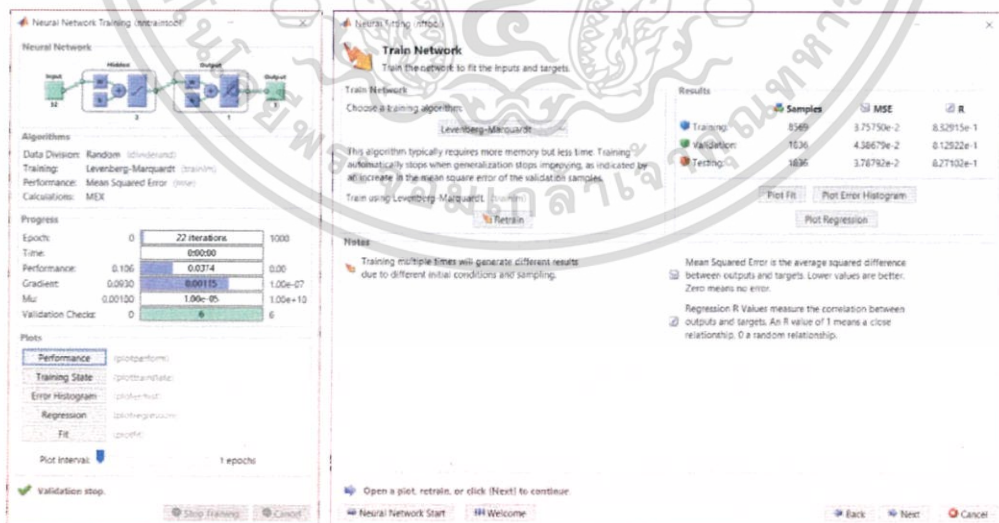 Neural Network Training (nntraintool)
Neural Network
Hidden
Output
Input
Output
W
b
W
b
32
3
1
1
Algorithms
Data Division: Random (dividerand)
Training: Levenberg-Marquardt (trainlm)
Performance: Mean Squared Error (mse)
Calculations: MEX
Progress
Epoch: 0 22 iterations 1000
Time: 0:00:00
Performance: 0.106 0.0374 0.00
Gradient: 0.0930 0.00115 1.00e-07
Mu: 0.00100 1.00e-05 1.00e+10
Validation Checks: 0 6 6
Plots
Performance (plotperform)
Training State (plottrainstate)
Error Histogram (ploterrhist)
Regression (plotregression)
Fit (plotfit)
Plot Interval: 1 epochs
Validation stop.
Stop Training Cancel
Neural Fitting (nftool)
Train Network
Train the network to fit the inputs and targets.
Train Network
Choose a training algorithm:
Levenberg-Marquardt
This algorithm typically requires more memory but less time. Training
automatically stops when generalization stops improving, as indicated by
an increase in the mean square error of the validation samples.
Train using Levenberg-Marquardt. (trainlm)
Retrain
Notes
Training multiple times will generate different results
due to different initial conditions and sampling.
Results
Samples MSE R
Training: 8569 3.75750e-2 8.32915e-1
Validation: 1836 4.38679e-2 8.12922e-1
Testing: 1836 3.78792e-2 8.27102e-1
Plot Fit Plot Error Histogram
Plot Regression
Mean Squared Error is the average squared difference
between outputs and targets. Lower values are better.
Zero means no error.
Regression R Values measure the correlation between
outputs and targets. An R value of 1 means a close
relationship, 0 a random relationship.
Open a plot, retrain, or click [Next] to continue.
Neural Network Start Welcome
Back Next Cancel